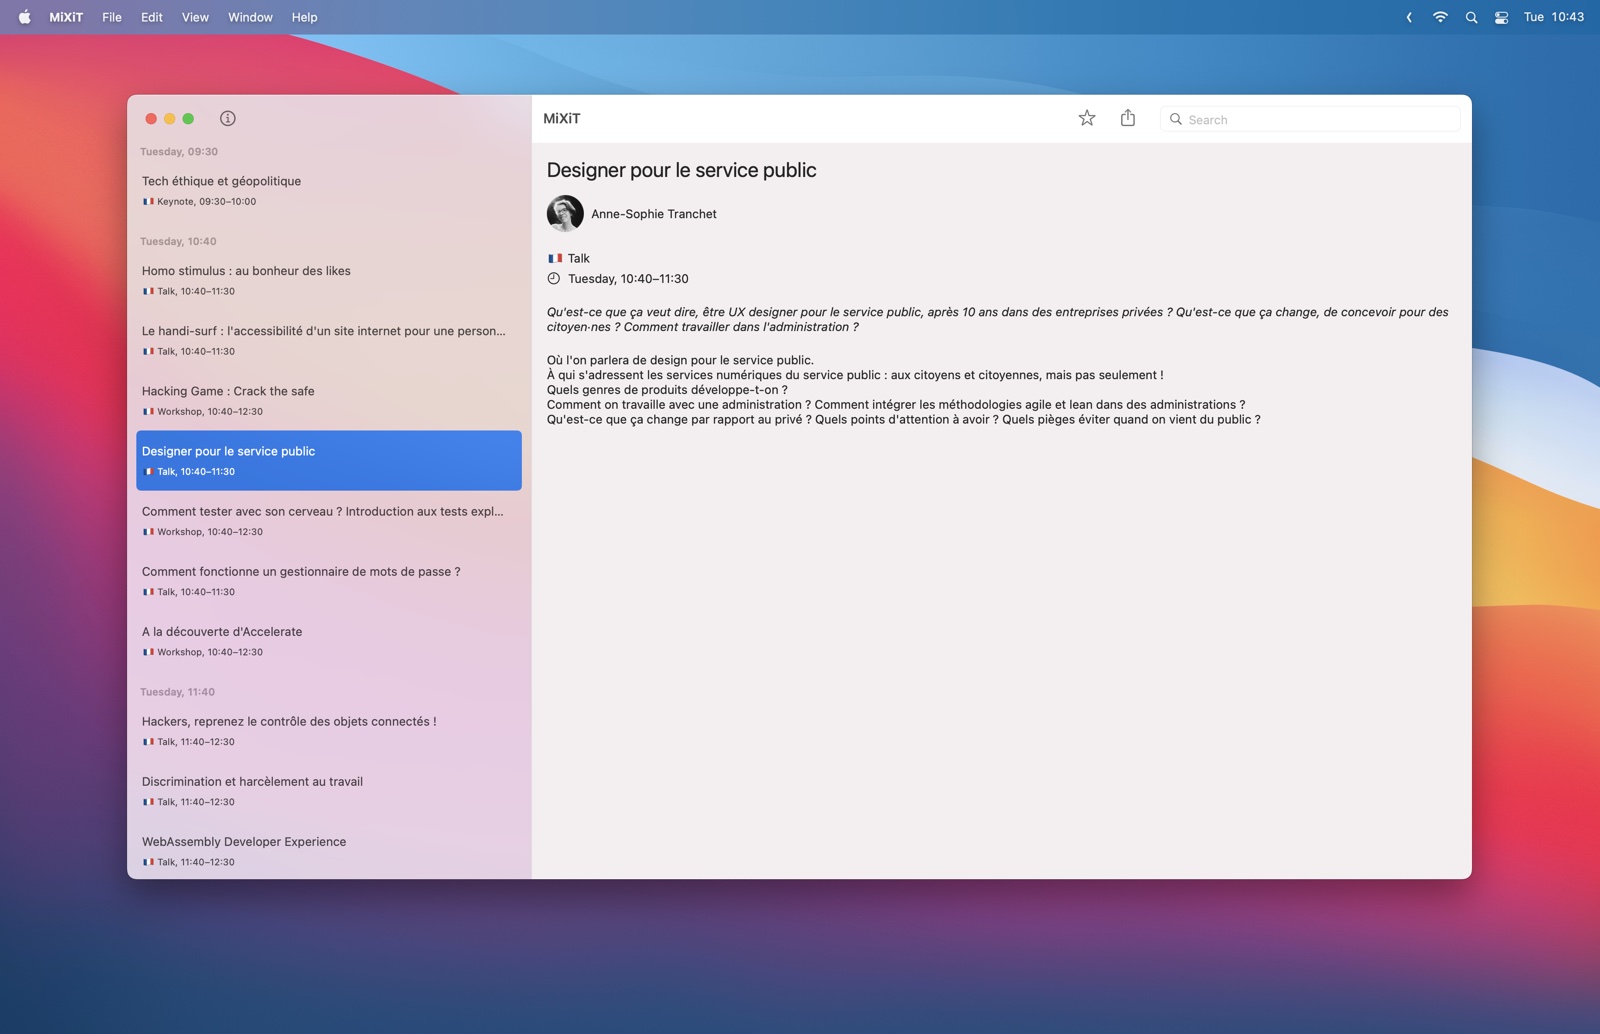 MiXiT File Edit View Window Help Tue 10:43
Tuesday, 09:30
Tech éthique et géopolitique
Keynote, 09:30–10:00
Tuesday, 10:40
Homo stimulus : au bonheur des likes
Talk, 10:40–11:30
Le handi-surf : l'accessibilité d'un site internet pour une person...
Talk, 10:40–11:30
Hacking Game : Crack the safe
Workshop, 10:40–12:30
Designer pour le service public
Talk, 10:40–11:30
Comment tester avec son cerveau ? Introduction aux tests expl...
Workshop, 10:40–12:30
Comment fonctionne un gestionnaire de mots de passe ?
Talk, 10:40–11:30
A la découverte d'Accelerate
Workshop, 10:40–12:30
Tuesday, 11:40
Hackers, reprenez le contrôle des objets connectés !
Talk, 11:40–12:30
Discrimination et harcèlement au travail
Talk, 11:40–12:30
WebAssembly Developer Experience
Talk, 11:40–12:30
MiXiT
Search
Designer pour le service public
Anne-Sophie Tranchet
Talk
Tuesday, 10:40–11:30
Qu'est-ce que ça veut dire, être UX designer pour le service public, après 10 ans dans des entreprises privées ? Qu'est-ce que ça change, de concevoir pour des
citoyen·nes ? Comment travailler dans l'administration ?
Où l'on parlera de design pour le service public.
À qui s'adressent les services numériques du service public : aux citoyens et citoyennes, mais pas seulement !
Quels genres de produits développe-t-on ?
Comment on travaille avec une administration ? Comment intégrer les méthodologies agile et lean dans des administrations ?
Qu'est-ce que ça change par rapport au privé ? Quels points d'attention à avoir ? Quels pièges éviter quand on vient du public ?